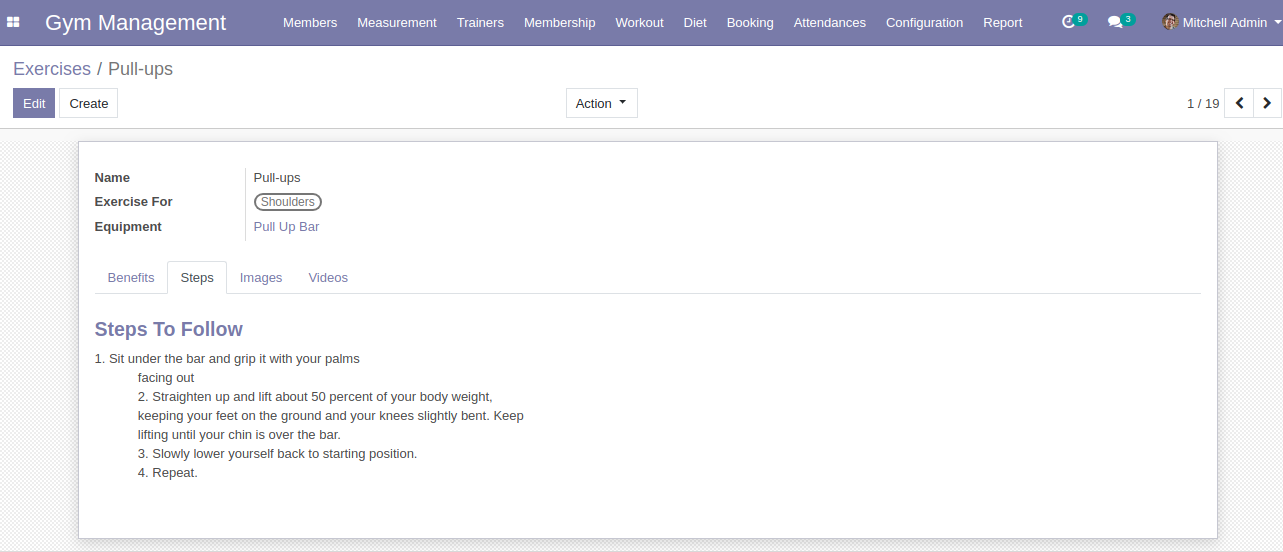 Gym Management Members Measurement Trainers Membership Workout Diet Booking Attendances Configuration Report 9 3 Mitchell Admin
Exercises / Pull-ups
Edit Create Action 1 / 19
Name Pull-ups
Exercise For Shoulders
Equipment Pull Up Bar
Benefits Steps Images Videos
Steps To Follow
1. Sit under the bar and grip it with your palms
facing out
2. Straighten up and lift about 50 percent of your body weight,
keeping your feet on the ground and your knees slightly bent. Keep
lifting until your chin is over the bar.
3. Slowly lower yourself back to starting position.
4. Repeat.